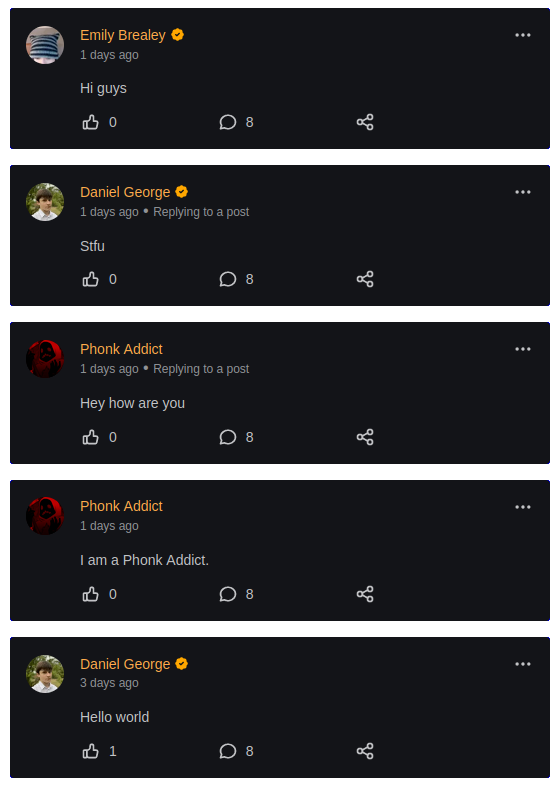 Emily Brealey
1 days ago
Hi guys
0 8
Daniel George
1 days ago • Replying to a post
Stfu
0 8
Phonk Addict
1 days ago • Replying to a post
Hey how are you
0 8
Phonk Addict
1 days ago
I am a Phonk Addict.
0 8
Daniel George
3 days ago
Hello world
1 8